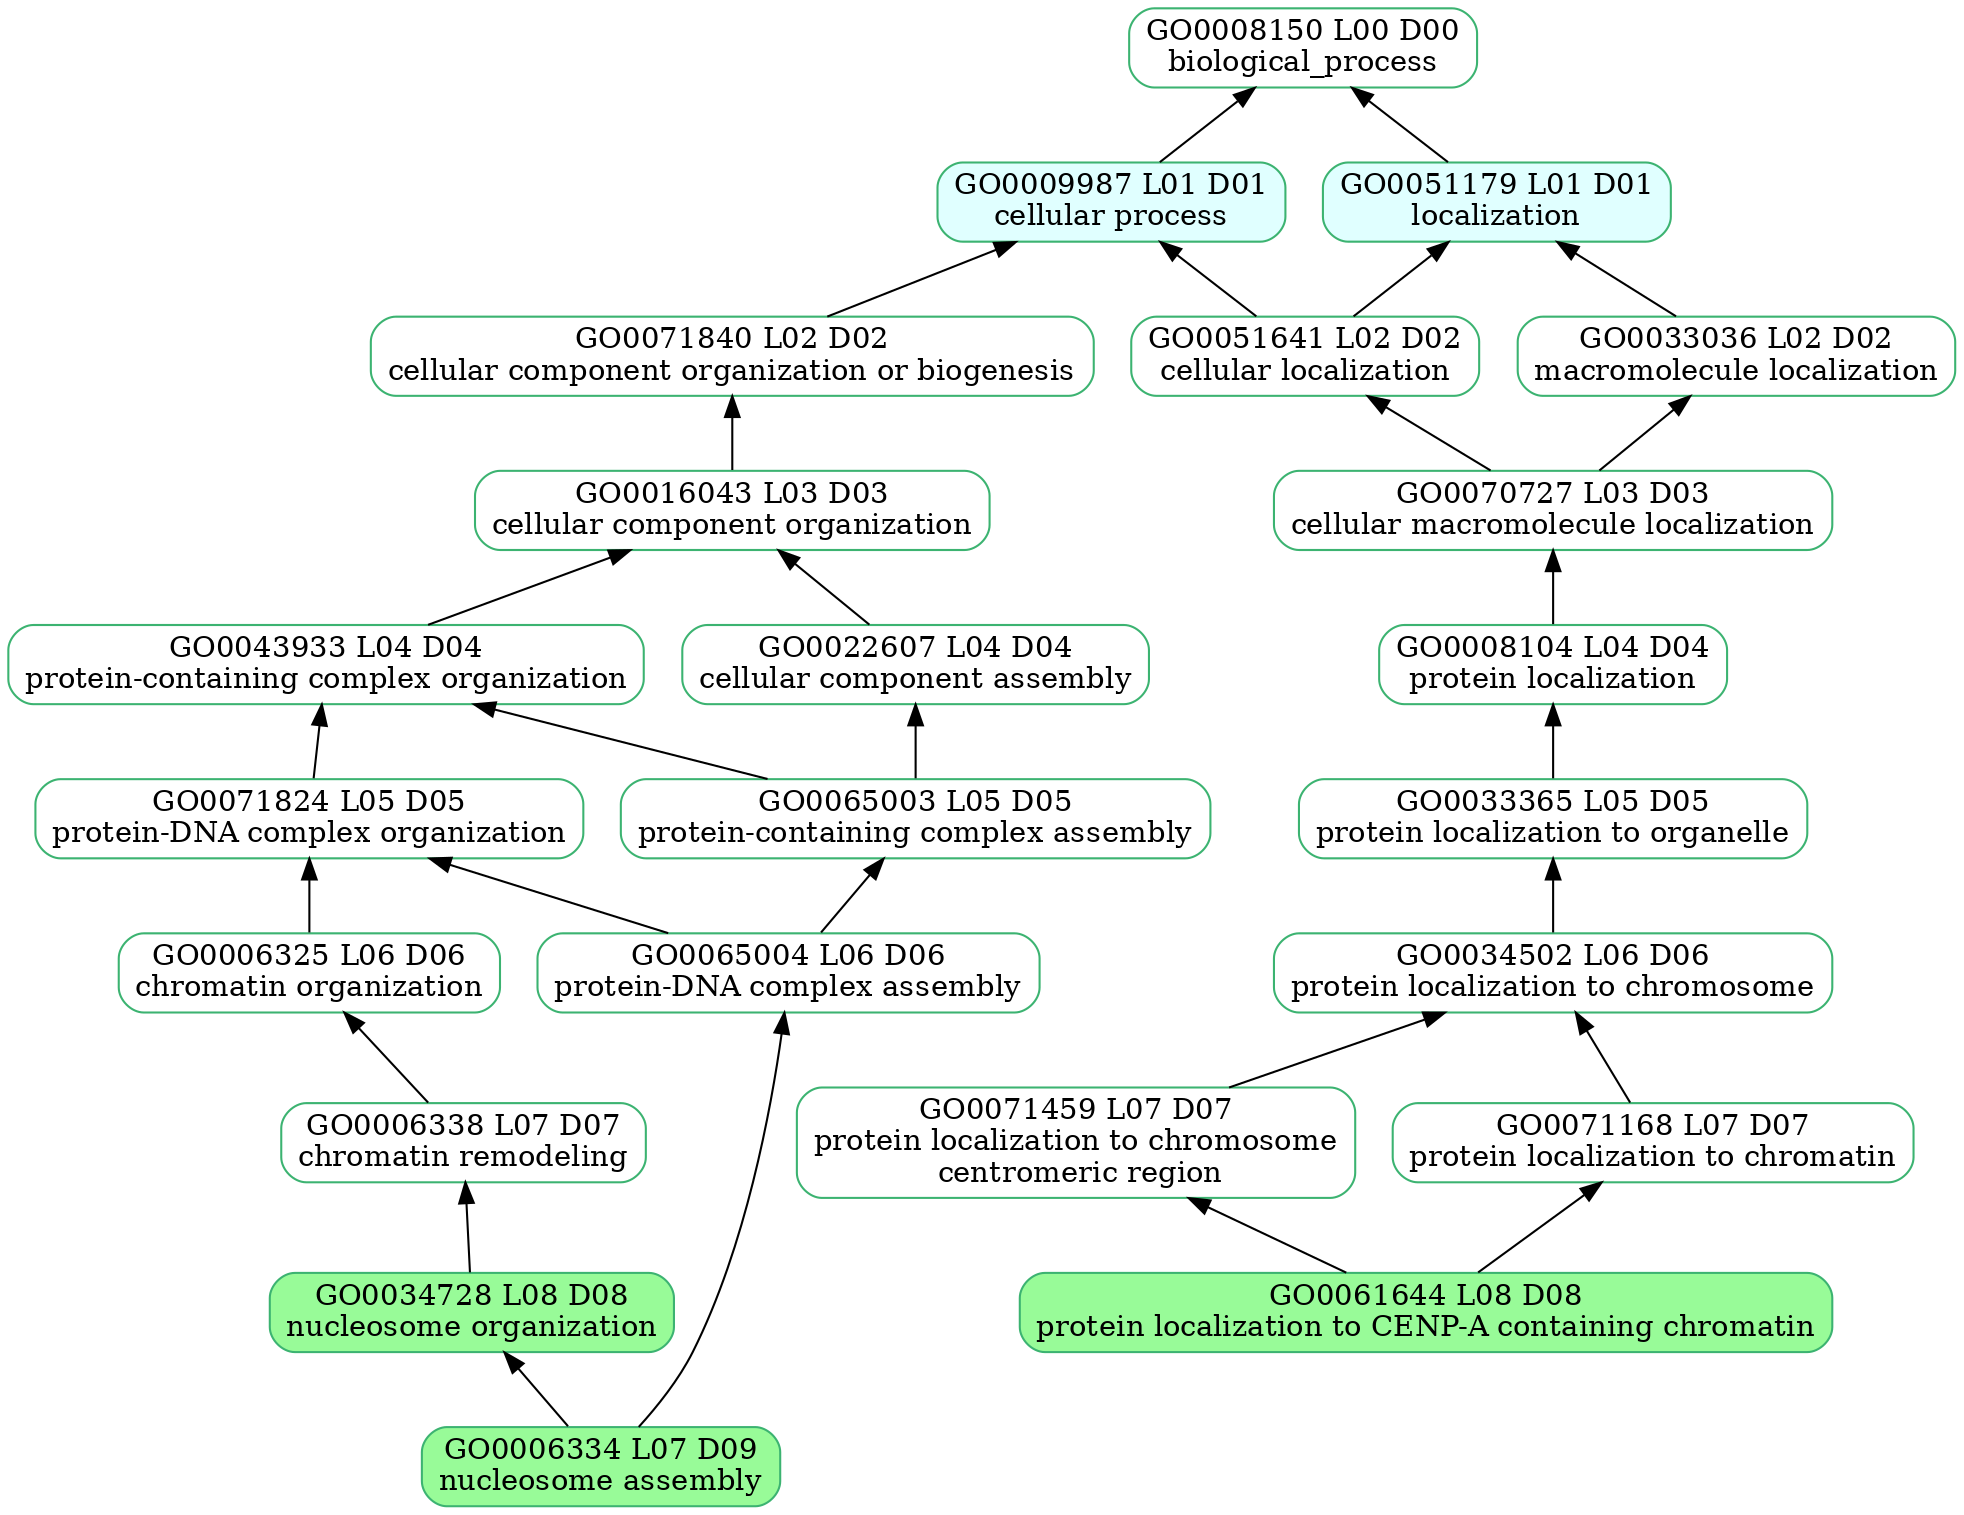 GO0008150 L00 D00
biological_process
GO0009987 L01 D01
cellular process
GO0051179 L01 D01
localization
GO0071840 L02 D02
cellular component organization or biogenesis
GO0051641 L02 D02
cellular localization
GO0033036 L02 D02
macromolecule localization
GO0016043 L03 D03
cellular component organization
GO0070727 L03 D03
cellular macromolecule localization
GO0043933 L04 D04
protein-containing complex organization
GO0022607 L04 D04
cellular component assembly
GO0008104 L04 D04
protein localization
GO0071824 L05 D05
protein-DNA complex organization
GO0065003 L05 D05
protein-containing complex assembly
GO0033365 L05 D05
protein localization to organelle
GO0006325 L06 D06
chromatin organization
GO0065004 L06 D06
protein-DNA complex assembly
GO0034502 L06 D06
protein localization to chromosome
GO0006338 L07 D07
chromatin remodeling
GO0071459 L07 D07
protein localization to chromosome
centromeric region
GO0071168 L07 D07
protein localization to chromatin
GO0034728 L08 D08
nucleosome organization
GO0061644 L08 D08
protein localization to CENP-A containing chromatin
GO0006334 L07 D09
nucleosome assembly